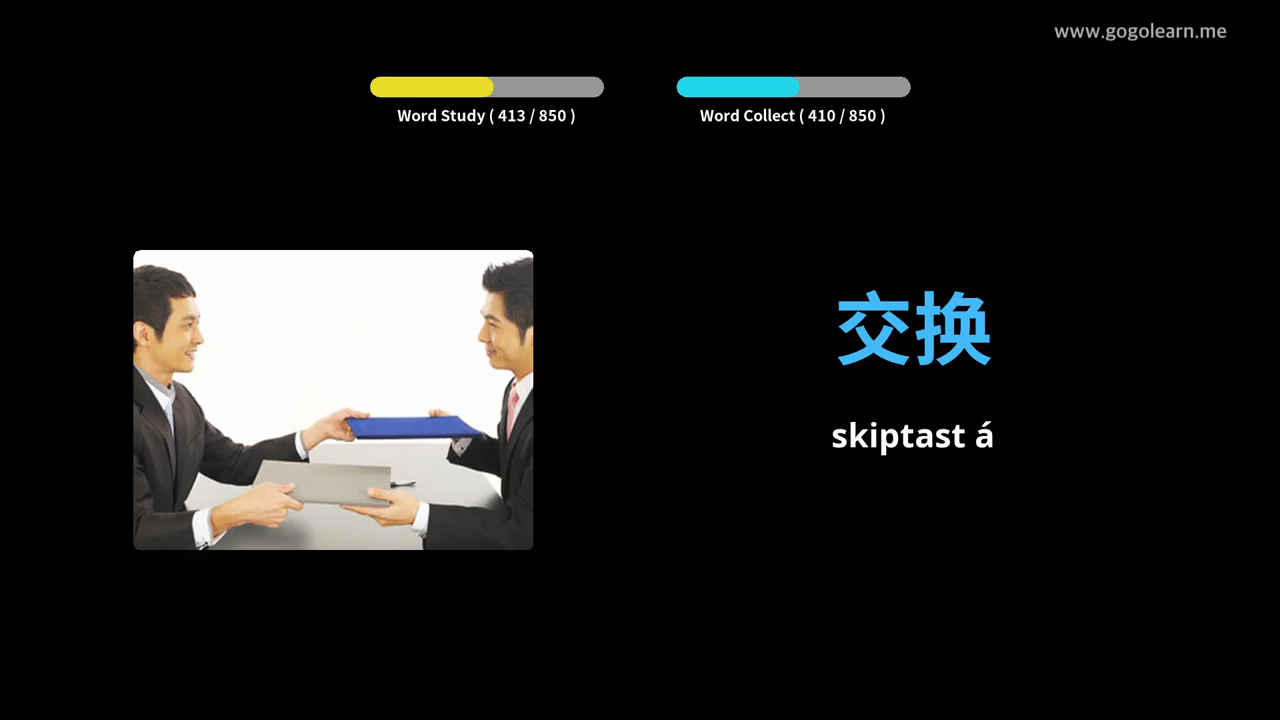 www.gogolearn.me
Word Study ( 413 / 850 )
Word Collect ( 410 / 850 )
交换
skiptast á